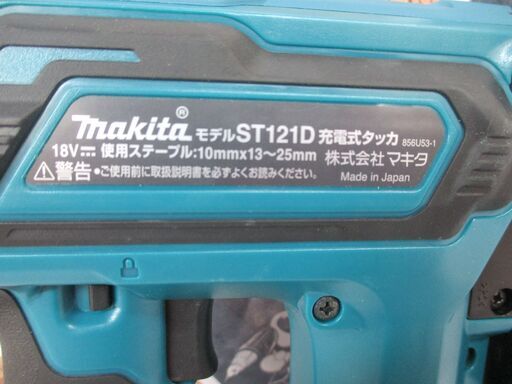 makita® モデルST121D 充電式タッカ 856U53-1
18V⎓ 使用ステープル:10mm×13〜25mm 株式会社マキタ
⚠警告 •ご使用前に取扱説明書を必ずよくお読みください。 Made in Japan